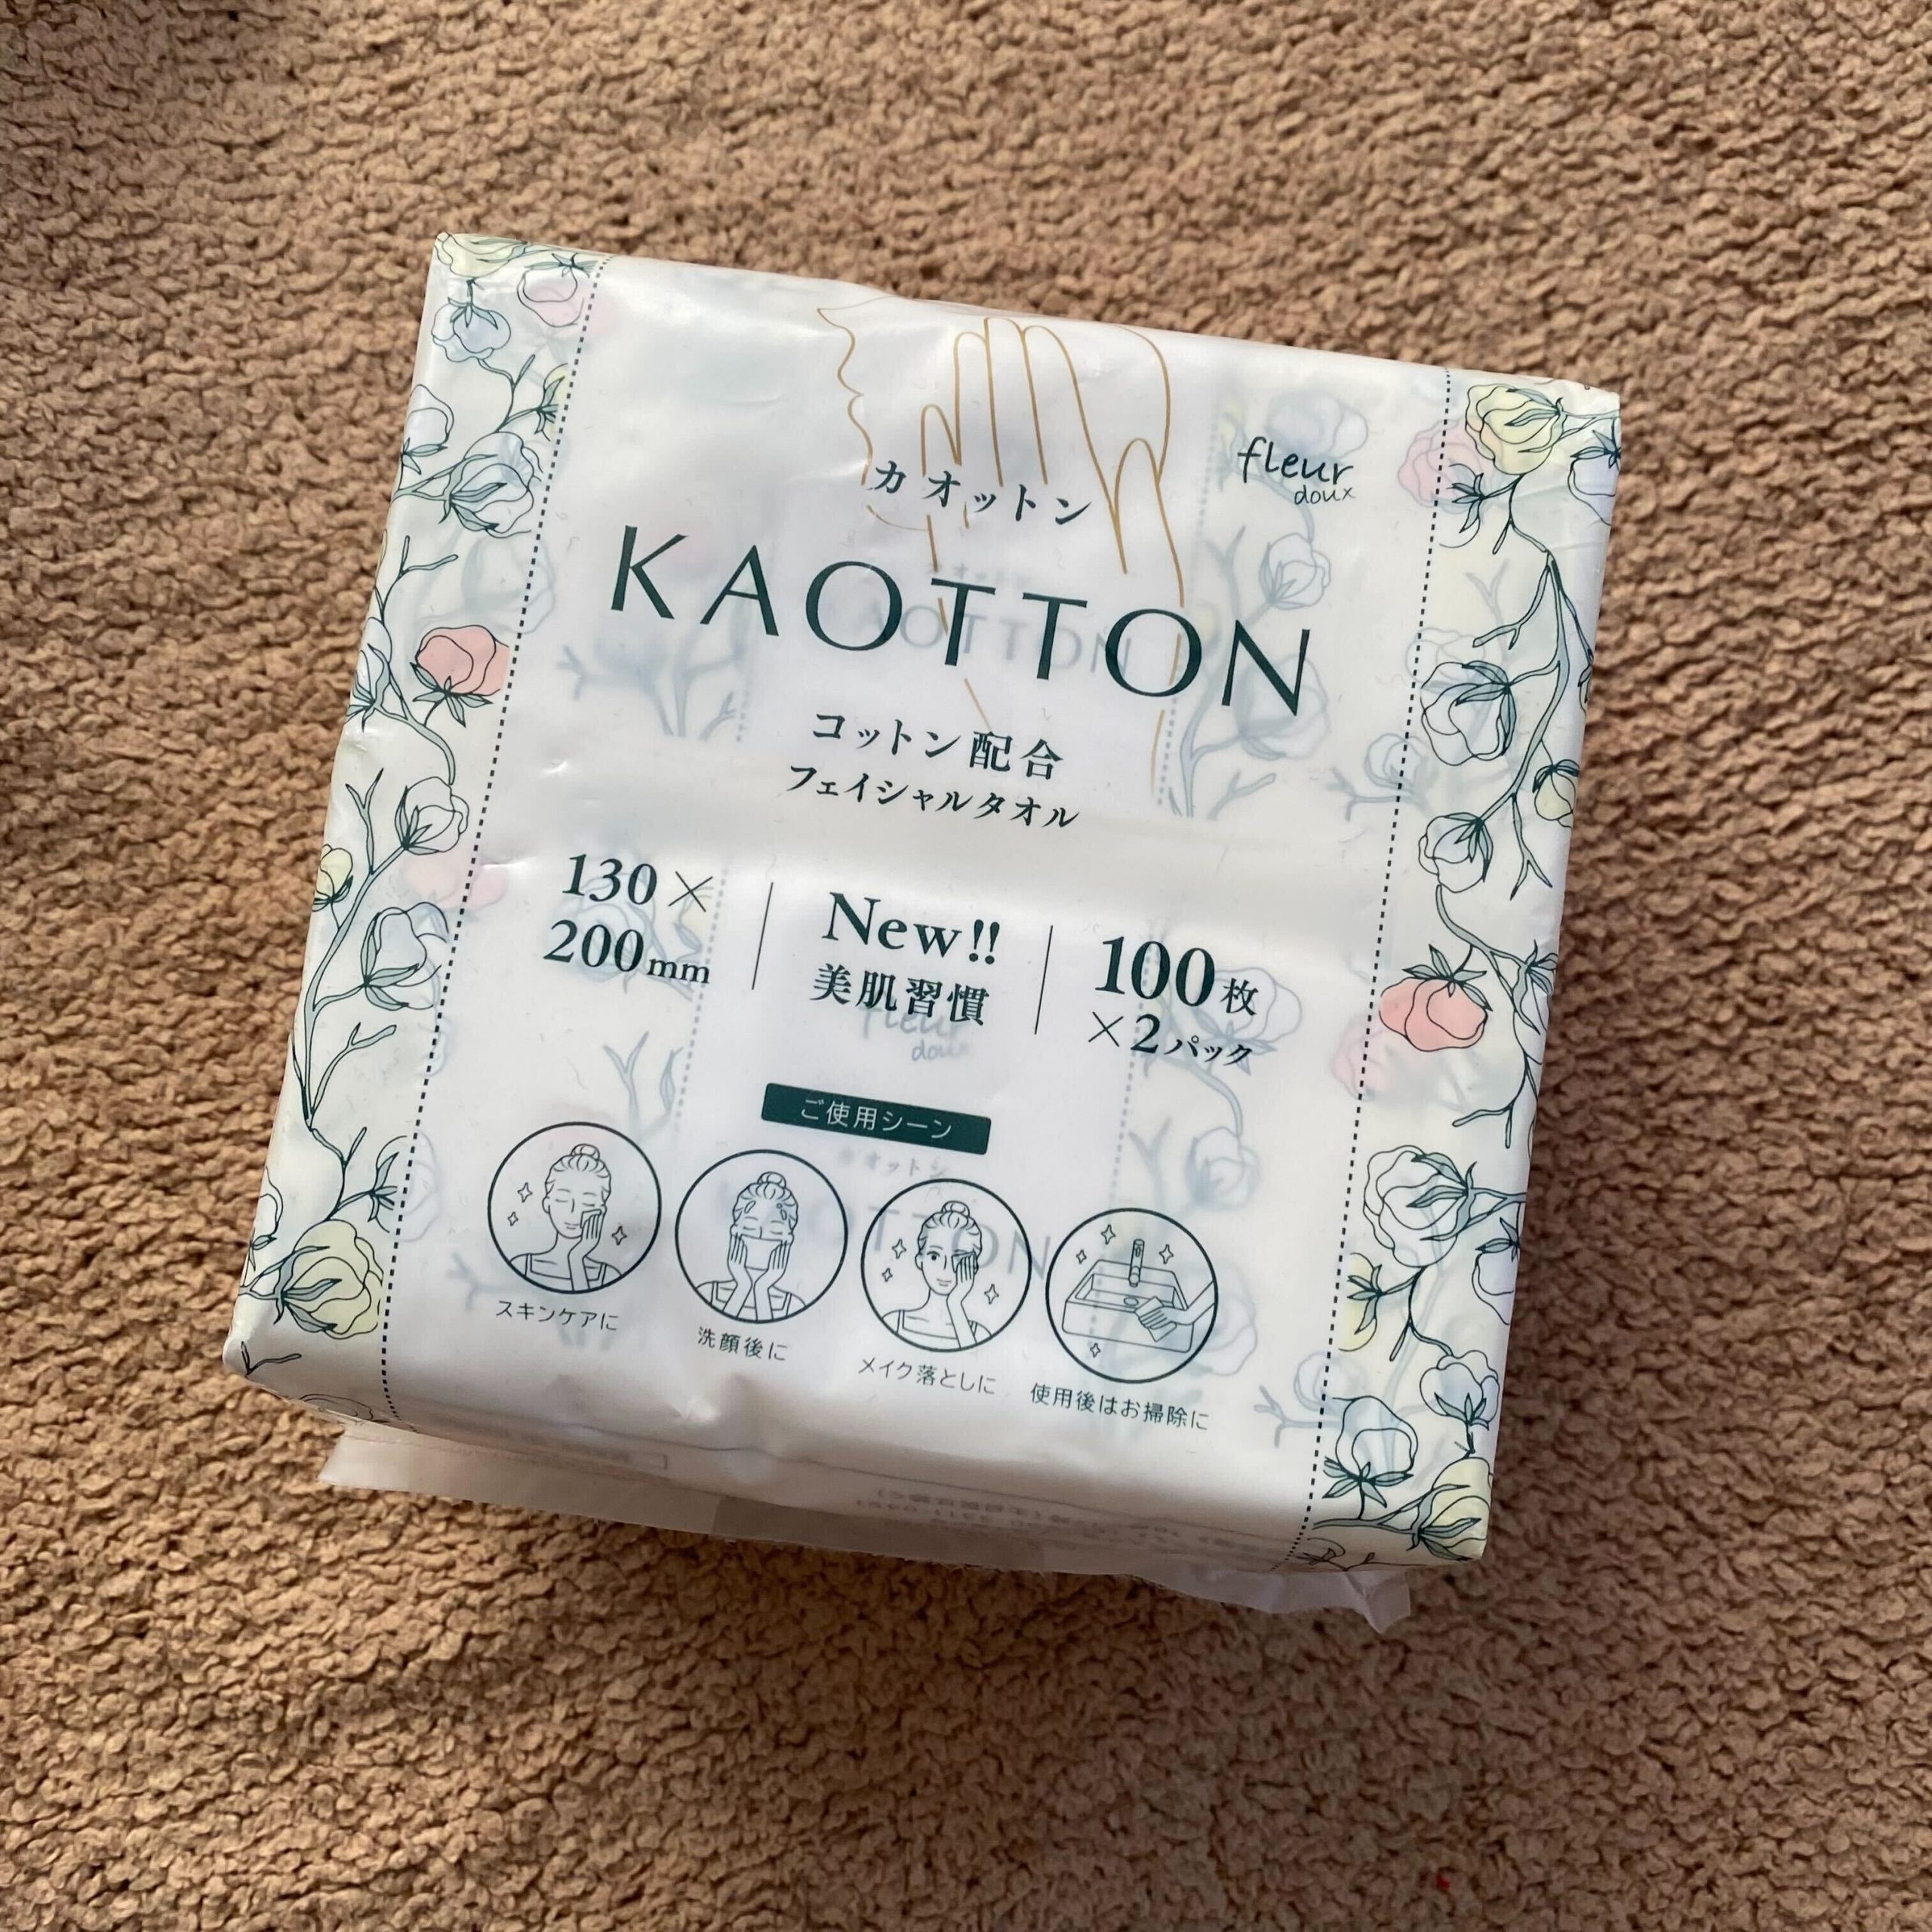 fleur
doux
カオットン
KAOTTON
コットン配合
フェイシャルタオル
130×
200mm
New!!
美肌習慣
100枚
×2パック
ご使用シーン
スキンケアに
洗顔後に
メイク落としに
使用後はお掃除に